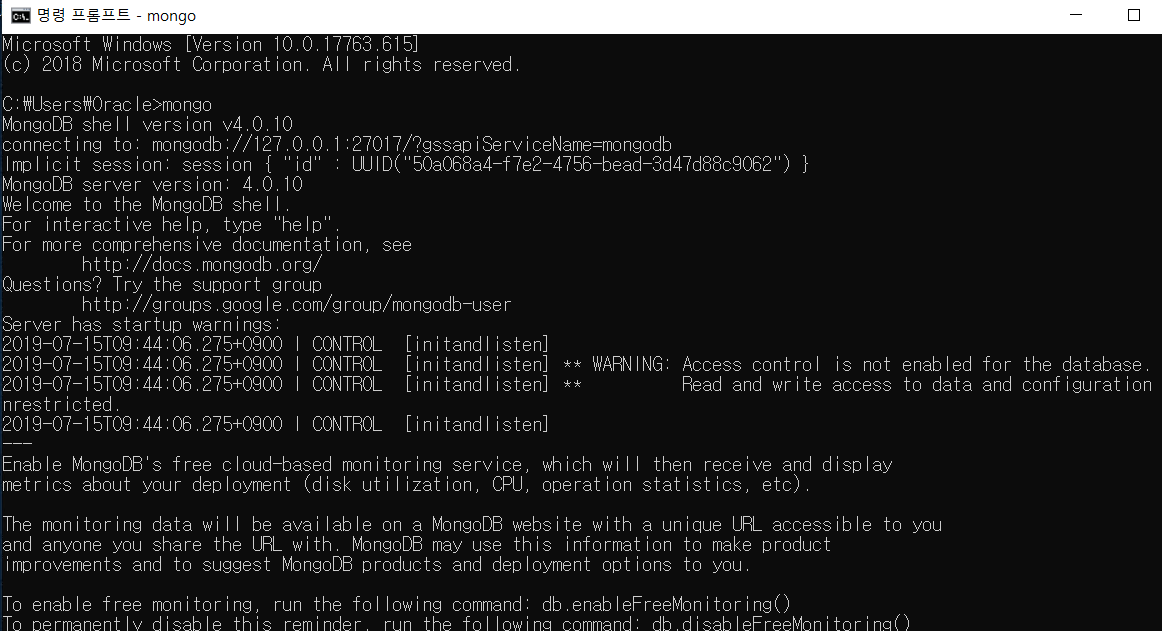 명령 프롬프트 - mongo
Microsoft Windows [Version 10.0.17763.615]
(c) 2018 Microsoft Corporation. All rights reserved.
C:₩Users₩Oracle>mongo
MongoDB shell version v4.0.10
connecting to: mongodb://127.0.0.1:27017/?gssapiServiceName=mongodb
Implicit session: session { "id" : UUID("50a068a4-f7e2-4756-bead-3d47d88c9062") }
MongoDB server version: 4.0.10
Welcome to the MongoDB shell.
For interactive help, type "help".
For more comprehensive documentation, see
http://docs.mongodb.org/
Questions? Try the support group
http://groups.google.com/group/mongodb-user
Server has startup warnings:
2019-07-15T09:44:06.275+0900 I CONTROL  [initandlisten]
2019-07-15T09:44:06.275+0900 I CONTROL  [initandlisten] ** WARNING: Access control is not enabled for the database.
2019-07-15T09:44:06.275+0900 I CONTROL  [initandlisten] **          Read and write access to data and configuration
nrestricted.
2019-07-15T09:44:06.275+0900 I CONTROL  [initandlisten]
---
Enable MongoDB's free cloud-based monitoring service, which will then receive and display
metrics about your deployment (disk utilization, CPU, operation statistics, etc).
The monitoring data will be available on a MongoDB website with a unique URL accessible to you
and anyone you share the URL with. MongoDB may use this information to make product
improvements and to suggest MongoDB products and deployment options to you.
To enable free monitoring, run the following command: db.enableFreeMonitoring()
To permanently disable this reminder, run the following command: db.disableFreeMonitoring()